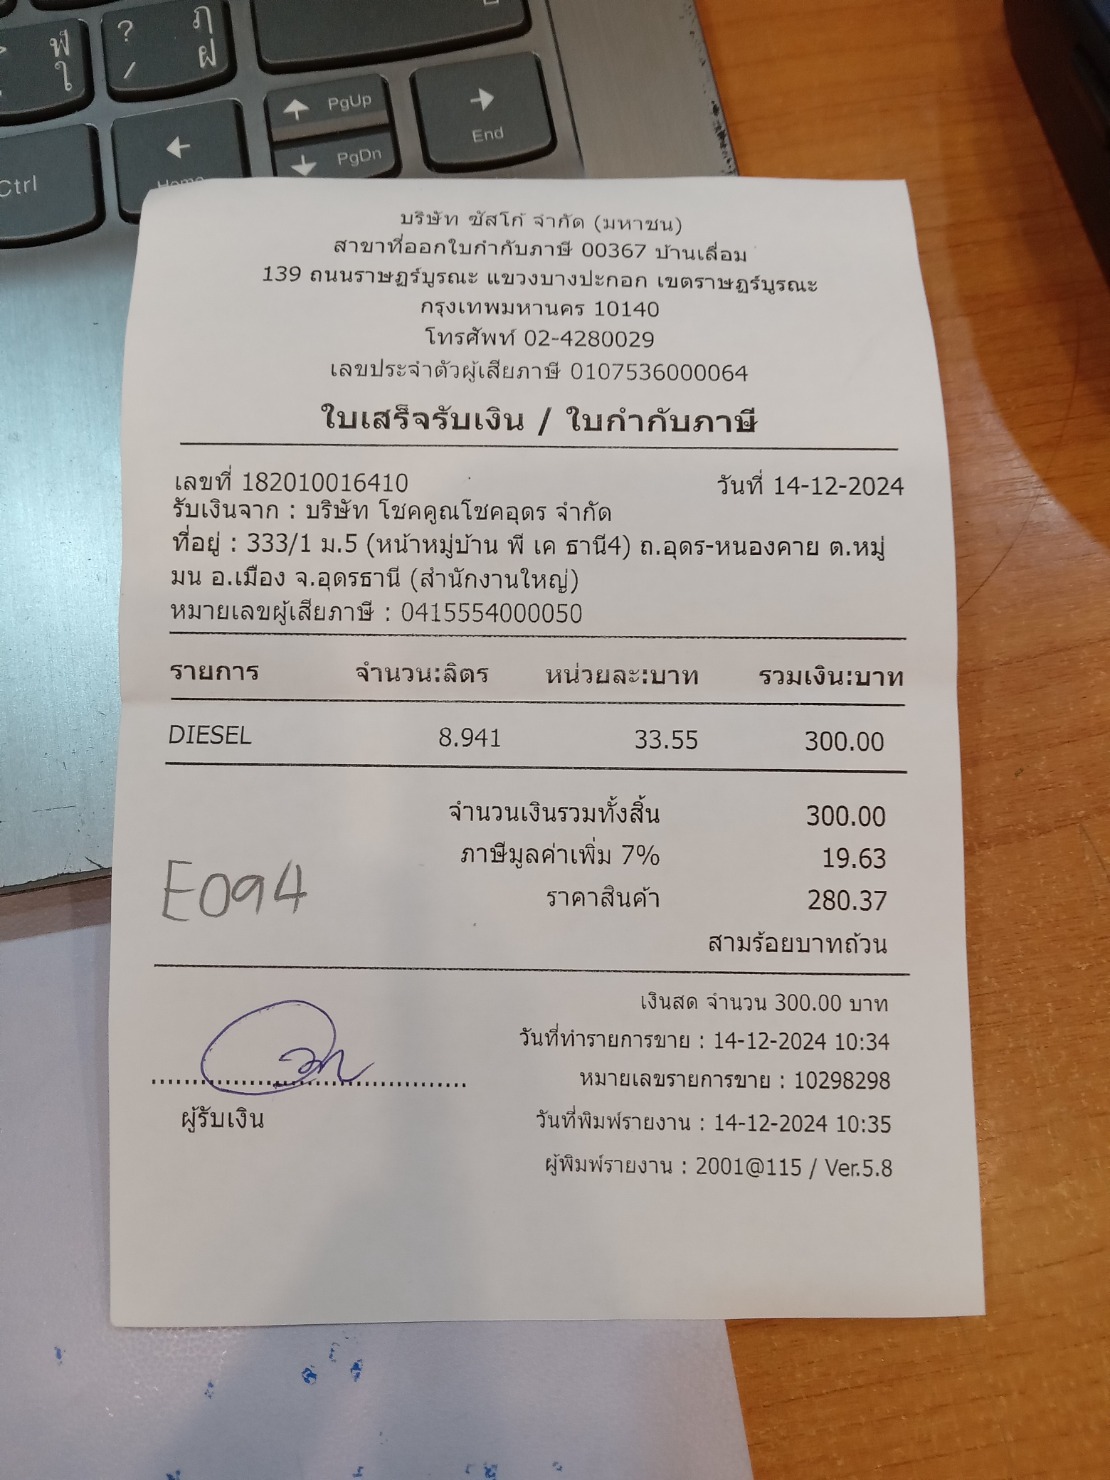 ? ฦ
/ ฝ
ฬ
ใ
PgUp
End
PgDn
Ctrl
Home
บริษัท ซัสโก้ จำกัด (มหาชน)
สาขาที่ออกใบกำกับภาษี 00367 บ้านเลื่อม
139 ถนนราษฏร์บูรณะ แขวงบางปะกอก เขตราษฏร์บูรณะ
กรุงเทพมหานคร 10140
โทรศัพท์ 02-4280029
เลขประจำตัวผู้เสียภาษี 0107536000064
ใบเสร็จรับเงิน / ใบกำกับภาษี
เลขที่ 182010016410 วันที่ 14-12-2024
รับเงินจาก : บริษัท โชคคูณโชคอุดร จำกัด
ที่อยู่ : 333/1 ม.5 (หน้าหมู่บ้าน พี เค ธานี4) ถ.อุดร-หนองคาย ต.หมู่
มน อ.เมือง จ.อุดรธานี (สำนักงานใหญ่)
หมายเลขผู้เสียภาษี : 0415554000050
รายการ จำนวน:ลิตร หน่วยละ:บาท รวมเงิน:บาท
DIESEL 8.941 33.55 300.00
จำนวนเงินรวมทั้งสิ้น 300.00
ภาษีมูลค่าเพิ่ม 7% 19.63
ราคาสินค้า 280.37
E094
สามร้อยบาทถ้วน
เงินสด จำนวน 300.00 บาท
วันที่ทำรายการขาย : 14-12-2024 10:34
หมายเลขรายการขาย : 10298298
ผู้รับเงิน
วันที่พิมพ์รายงาน : 14-12-2024 10:35
ผู้พิมพ์รายงาน : 2001@115 / Ver.5.8